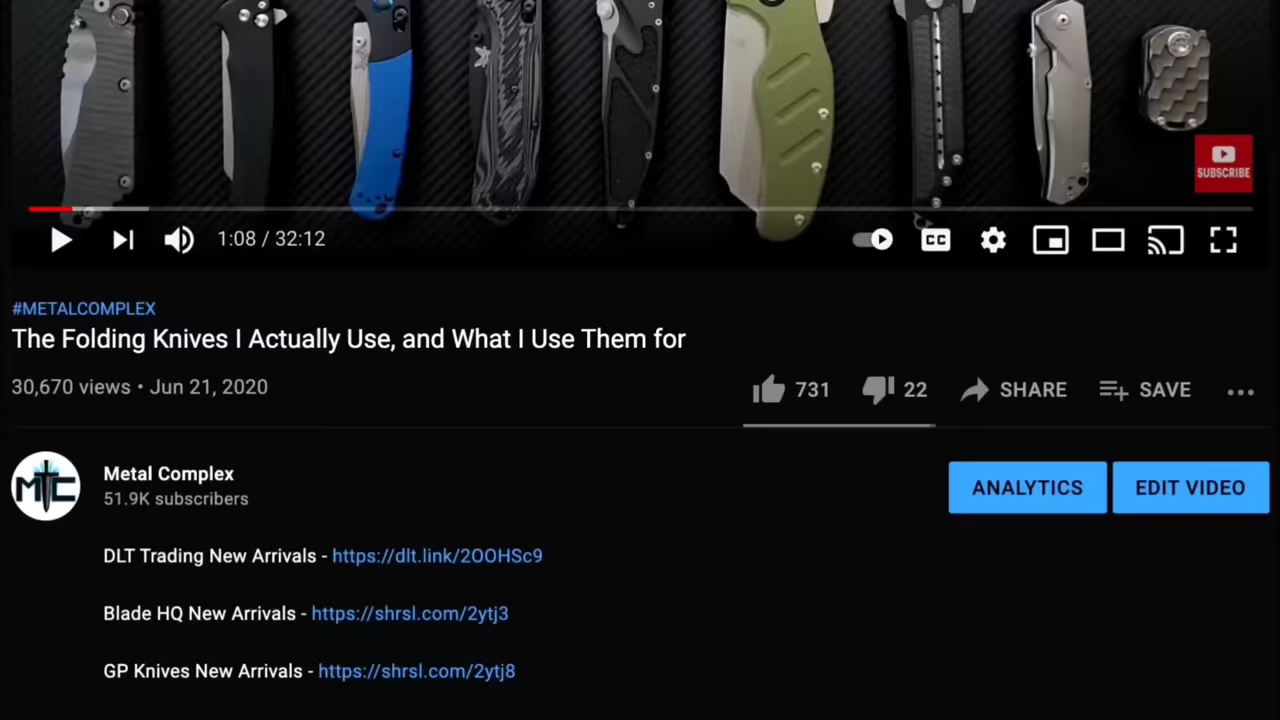 SUBSCRIBE
1:08 / 32:12
CC
#METALCOMPLEX
The Folding Knives I Actually Use, and What I Use Them for
30,670 views • Jun 21, 2020
731 22 SHARE SAVE
MTC
Metal Complex
51.9K subscribers
ANALYTICS EDIT VIDEO
DLT Trading New Arrivals - https://dlt.link/2OOHSc9
Blade HQ New Arrivals - https://shrsl.com/2ytj3
GP Knives New Arrivals - https://shrsl.com/2ytj8